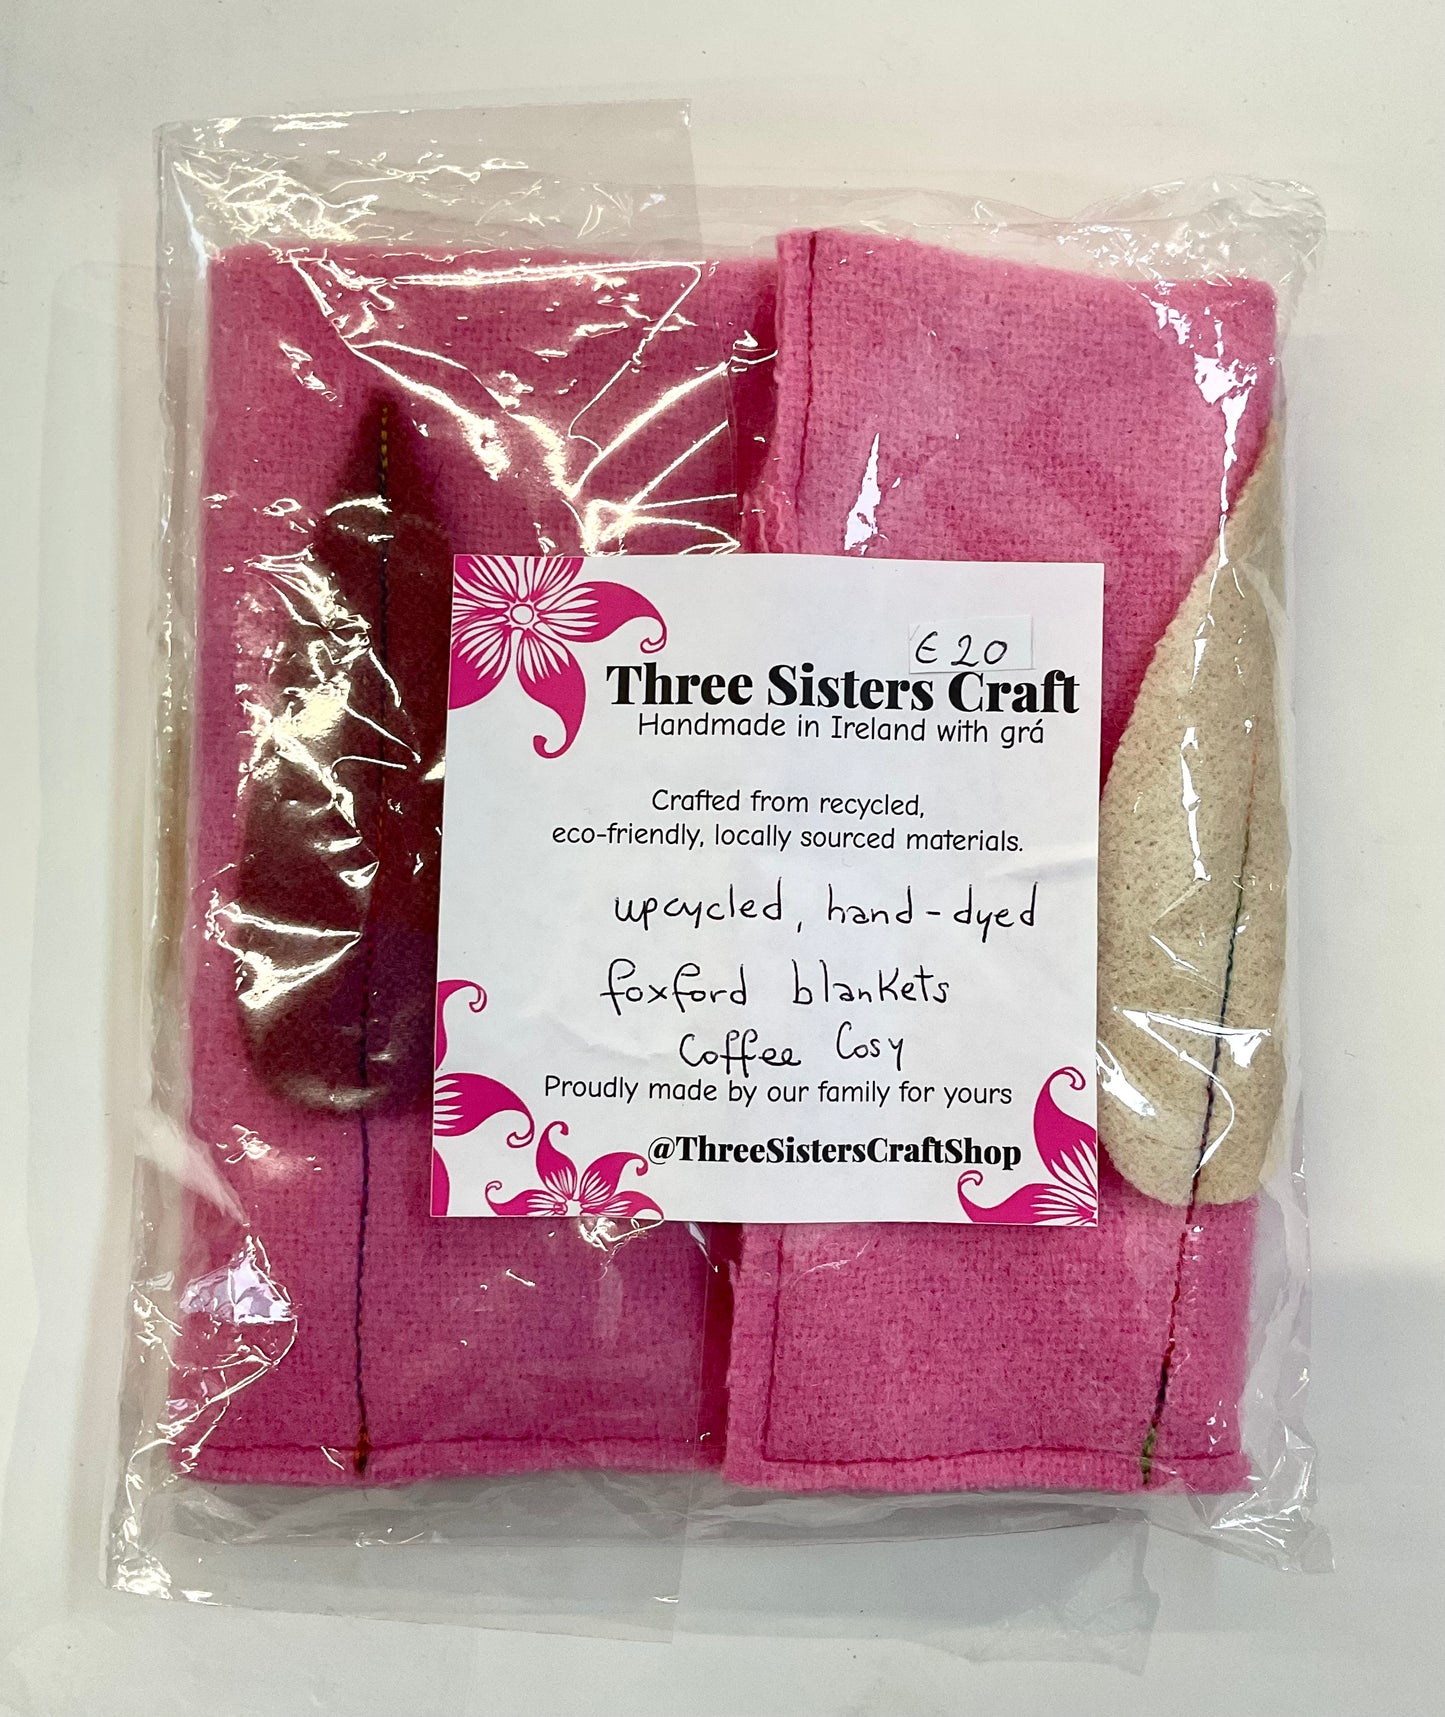 €20
Three Sisters Craft
Handmade in Ireland with grá
Crafted from recycled,
eco-friendly, locally sourced materials.
upcycled, hand-dyed
foxford blankets
Coffee Cosy
Proudly made by our family for yours
@ThreeSistersCraftShop